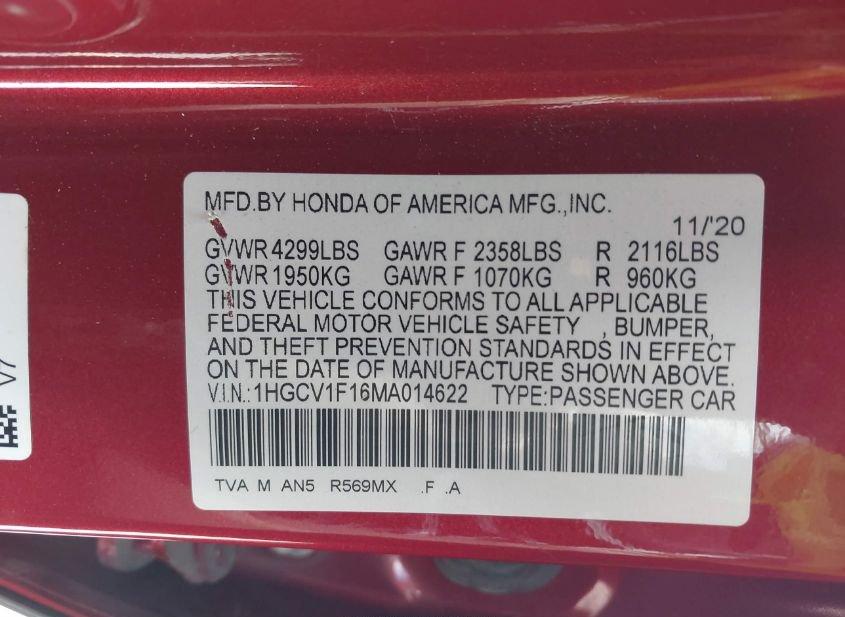 MFD.BY HONDA OF AMERICA MFG.,INC.
11/'20
GVWR 4299LBS GAWR F 2358LBS R 2116LBS
GVWR 1950KG GAWR F 1070KG R 960KG
THIS VEHICLE CONFORMS TO ALL APPLICABLE
FEDERAL MOTOR VEHICLE SAFETY , BUMPER,
AND THEFT PREVENTION STANDARDS IN EFFECT
ON THE DATE OF MANUFACTURE SHOWN ABOVE.
V.I.N.:1HGCV1F16MA014622 TYPE:PASSENGER CAR
TVA M AN5 R569MX .F .A
V7